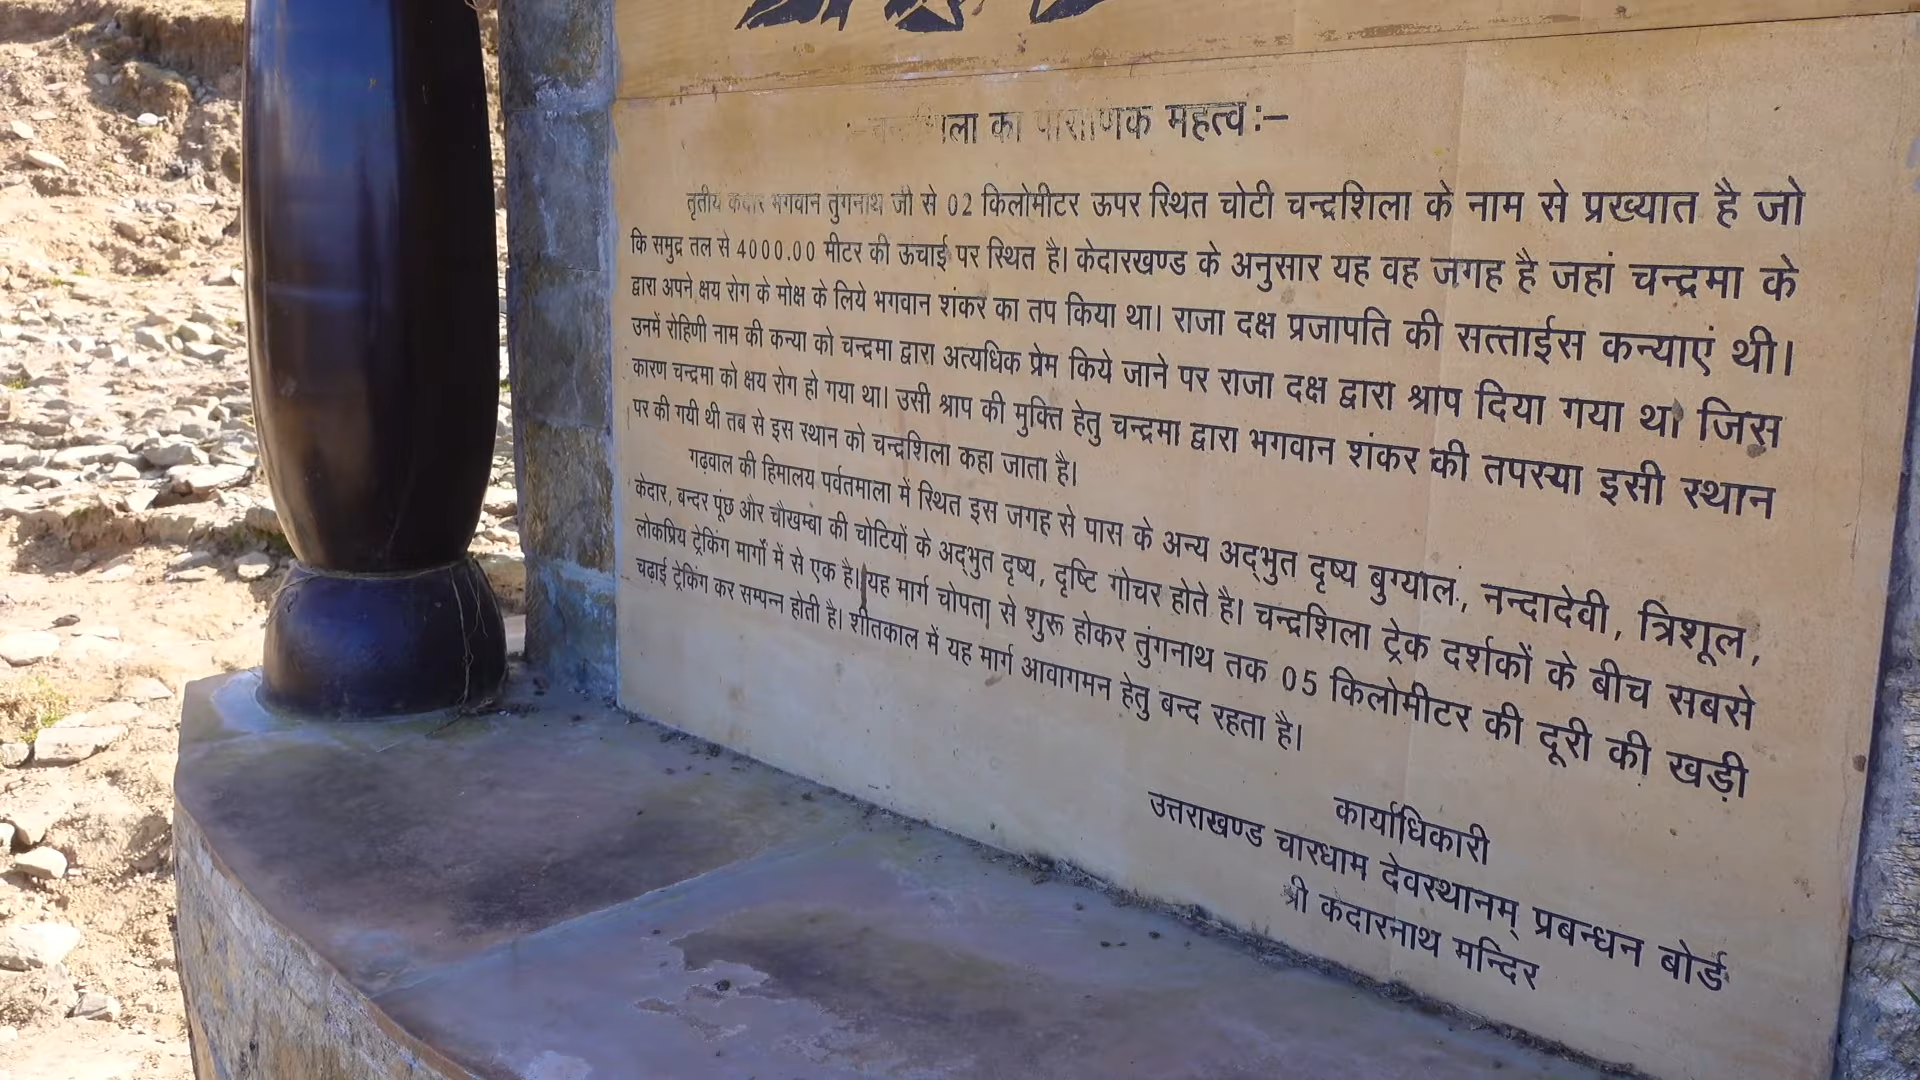 का महत्व:–
तृतीय केदार भगवान तुंगनाथ जी से 02 किलोमीटर ऊपर स्थित चोटी चन्द्रशिला के नाम से प्रख्यात है जो
कि समुद्र तल से 4000.00 मीटर की ऊचाई पर स्थित है। केदारखण्ड के अनुसार यह वह जगह है जहां चन्द्रमा के
द्वारा अपने क्षय रोग के मोक्ष के लिये भगवान शंकर का तप किया था। राजा दक्ष प्रजापति की सत्ताईस कन्याएं थी।
उनमें रोहिणी नाम की कन्या को चन्द्रमा द्वारा अत्यधिक प्रेम किये जाने पर राजा दक्ष द्वारा श्राप दिया गया था जिस
कारण चन्द्रमा को क्षय रोग हो गया था। उसी श्राप की मुक्ति हेतु चन्द्रमा द्वारा भगवान शंकर की तपस्या इसी स्थान
पर की गयी थी तब से इस स्थान को चन्द्रशिला कहा जाता है।
गढ़वाल की हिमालय पर्वतमाला में स्थित इस जगह से पास के अन्य अद्‌भुत दृष्य बुग्याल, नन्दादेवी, त्रिशूल,
केदार, बन्दर पूंछ और चौखम्बा की चोटियों के अद्‌भुत दृष्य, दृष्टि गोचर होते है। चन्द्रशिला ट्रेक दर्शकों के बीच सबसे
लोकप्रिय ट्रेकिंग मार्गों में से एक है। यह मार्ग चोपता से शुरू होकर तुंगनाथ तक 05 किलोमीटर की दूरी की खड़ी
चढ़ाई ट्रेकिंग कर सम्पन्न होती है। शीतकाल में यह मार्ग आवागमन हेतु बन्द रहता है।
कार्याधिकारी
उत्तराखण्ड चारधाम देवस्थानम् प्रबन्धन बोर्ड
श्री केदारनाथ मन्दिर